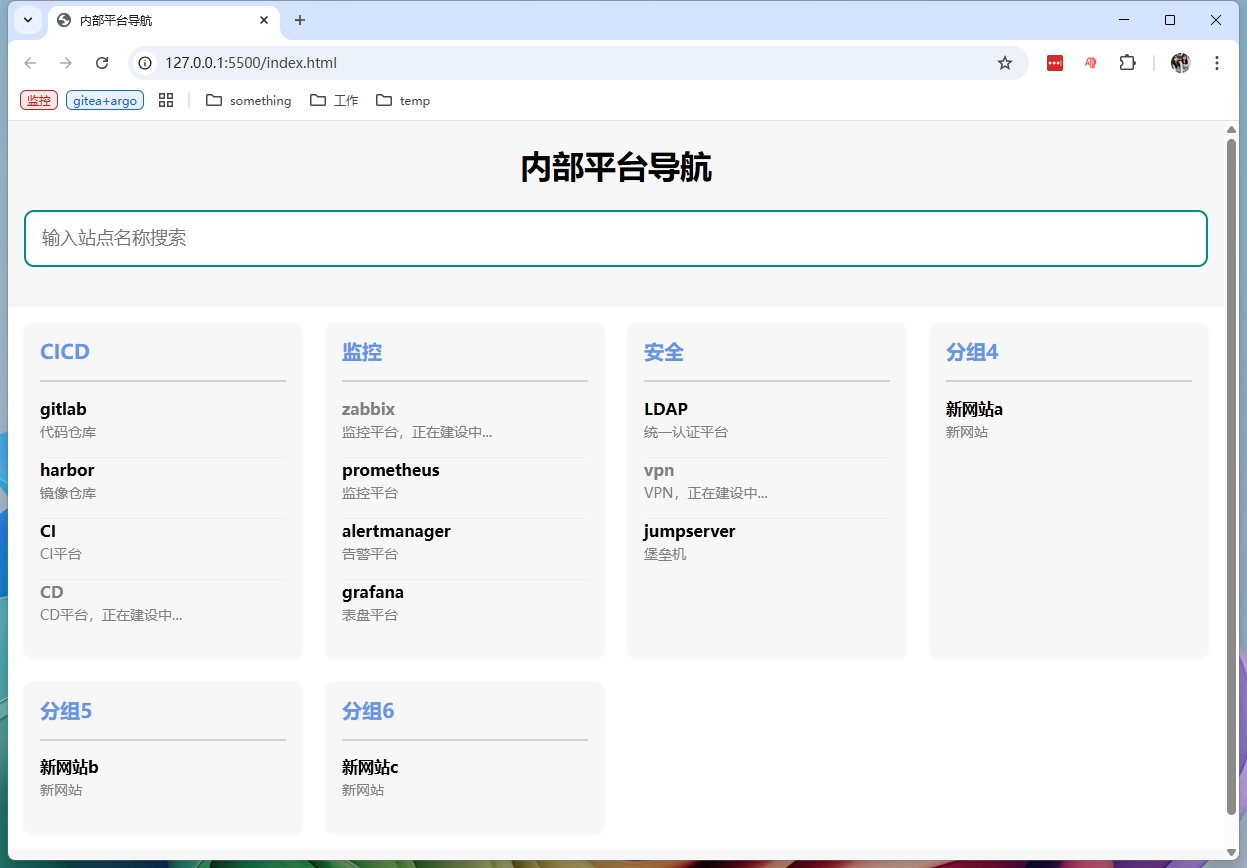 内部平台导航
127.0.0.1:5500/index.html
监控 gitea+argo something 工作 temp
内部平台导航
输入站点名称搜索
CICD
gitlab
代码仓库
harbor
镜像仓库
CI
CI平台
CD
CD平台，正在建设中...
监控
zabbix
监控平台，正在建设中...
prometheus
监控平台
alertmanager
告警平台
grafana
表盘平台
安全
LDAP
统一认证平台
vpn
VPN，正在建设中...
jumpserver
堡垒机
分组4
新网站a
新网站
分组5
新网站b
新网站
分组6
新网站c
新网站